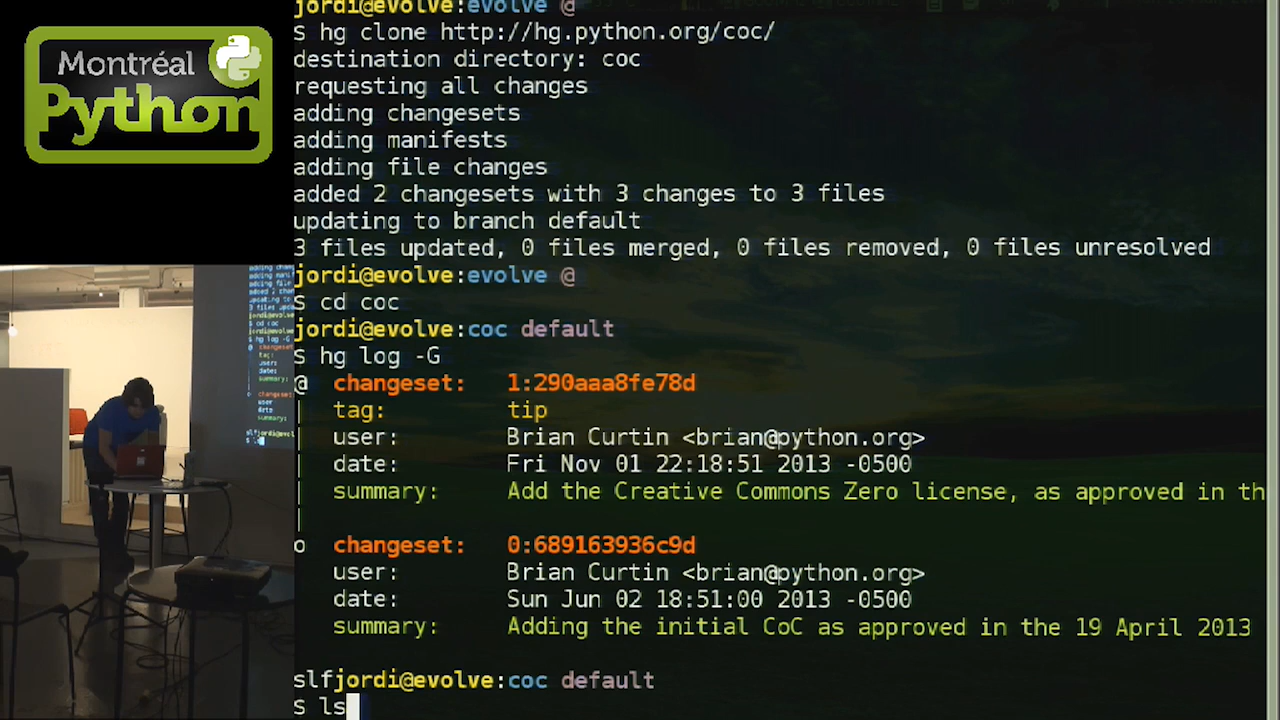 Montréal
Python
jordi@evolve:evolve @
$ hg clone http://hg.python.org/coc/
destination directory: coc
requesting all changes
adding changesets
adding manifests
adding file changes
added 2 changesets with 3 changes to 3 files
updating to branch default
3 files updated, 0 files merged, 0 files removed, 0 files unresolved
jordi@evolve:evolve @
$ cd coc
jordi@evolve:coc default
$ hg log -G
@ changeset: 1:290aaa8fe78d
| tag: tip
| user: Brian Curtin <brian@python.org>
| date: Fri Nov 01 22:18:51 2013 -0500
| summary: Add the Creative Commons Zero license, as approved in th
|
o changeset: 0:689163936c9d
user: Brian Curtin <brian@python.org>
date: Sun Jun 02 18:51:00 2013 -0500
summary: Adding the initial CoC as approved in the 19 April 2013
slfjordi@evolve:coc default
$ ls